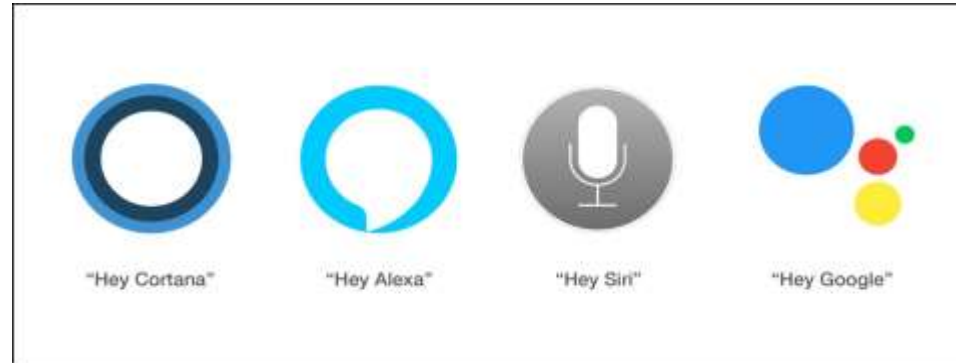 “Hey Cortana”
“Hey Alexa”
“Hey Siri”
“Hey Google”